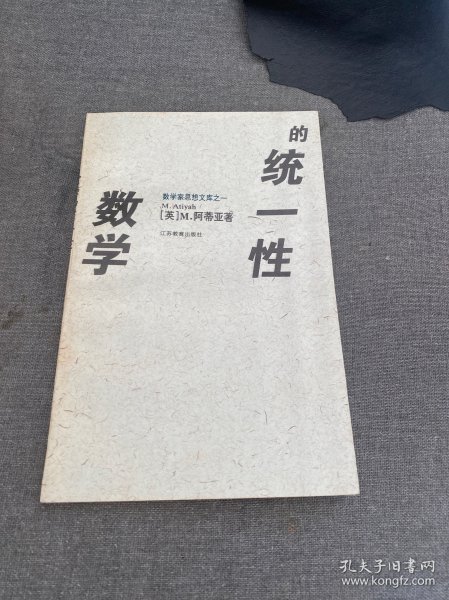 数学
的统一性
数学家思想文库之一
M.Atiyah
[英]M.阿蒂亚著
江苏教育出版社
孔夫子旧书网
www.kongfz.com